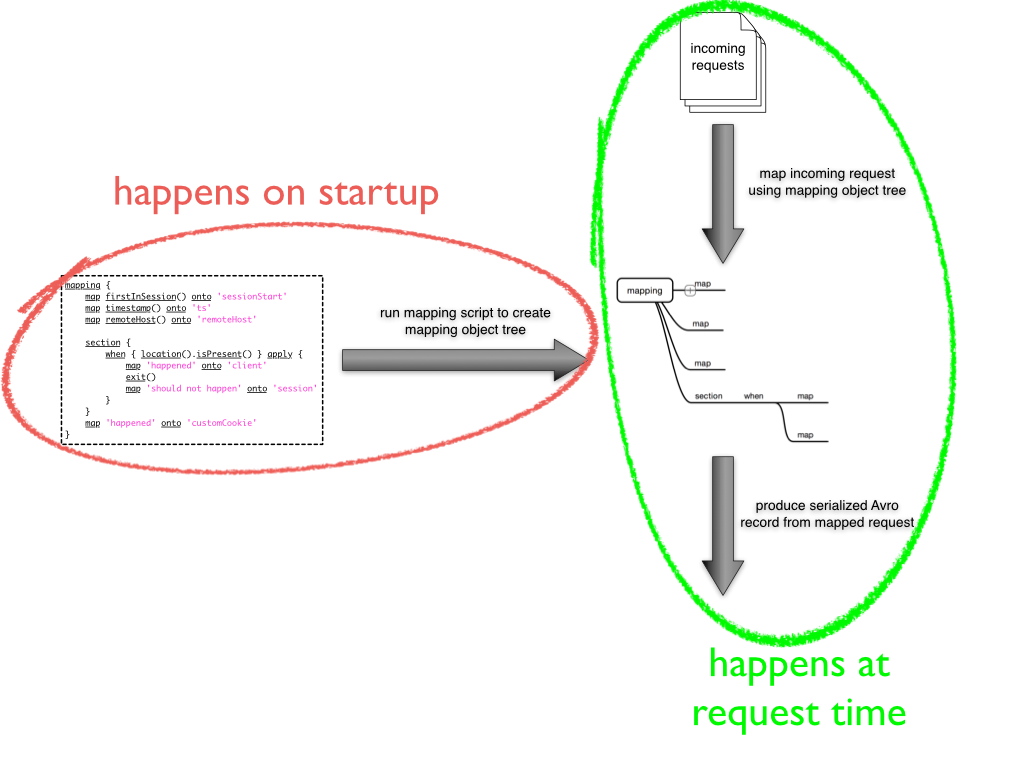 happens on startup
mapping {
    map firstInSession() onto 'sessionStart'
    map timestamp() onto 'ts'
    map remoteHost() onto 'remoteHost'
    section {
        when { location().isPresent() } apply {
            map 'happened' onto 'client'
            exit()
            map 'should not happen' onto 'session'
        }
    }
    map 'happened' onto 'customCookie'
}
run mapping script to create
mapping object tree
incoming
requests
map incoming request
using mapping object tree
mapping
map
map
map
section when map
map
produce serialized Avro
record from mapped request
happens at
request time